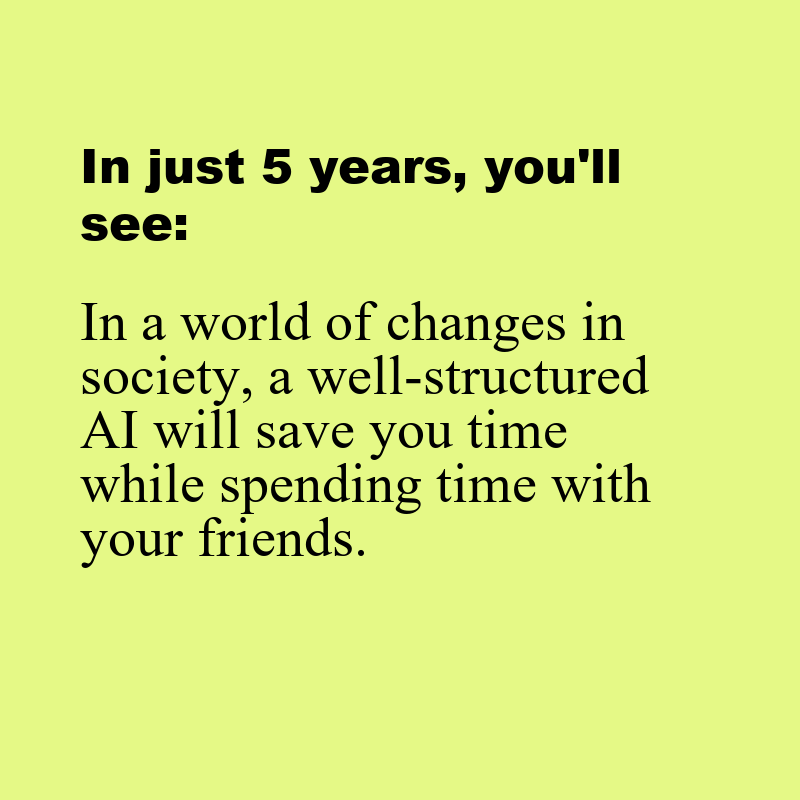 In just 5 years, you'll
see:
In a world of changes in
society, a well-structured
AI will save you time
while spending time with
your friends.